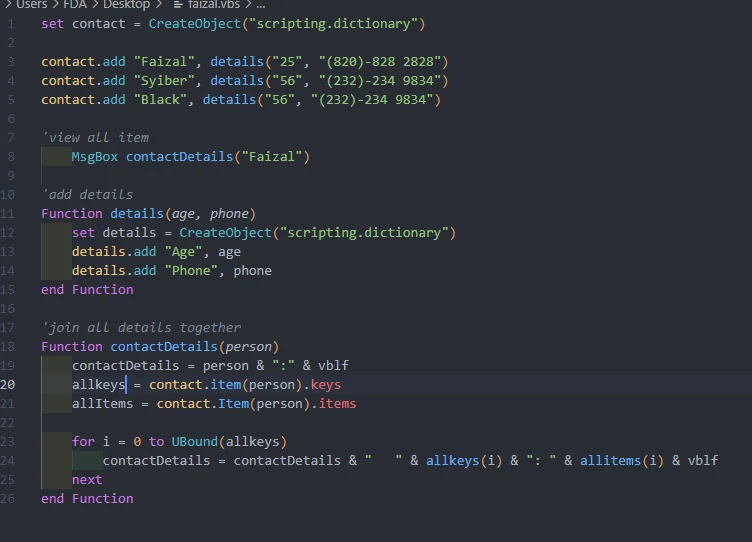 > Users > FDA > Desktop > faizal.vbs > ...
1 set contact = CreateObject("scripting.dictionary")
2
3 contact.add "Faizal", details("25", "(820)-828 2828")
4 contact.add "Syiber", details("56", "(232)-234 9834")
5 contact.add "Black", details("56", "(232)-234 9834")
6
7 'view all item
8 MsgBox contactDetails("Faizal")
9
10 'add details
11 Function details(age, phone)
12 set details = CreateObject("scripting.dictionary")
13 details.add "Age", age
14 details.add "Phone", phone
15 end Function
16
17 'join all details together
18 Function contactDetails(person)
19 contactDetails = person & ":" & vblf
20 allkeys = contact.item(person).keys
21 allItems = contact.Item(person).items
22
23 for i = 0 to UBound(allkeys)
24 contactDetails = contactDetails & "   " & allkeys(i) & ": " & allitems(i) & vblf
25 next
26 end Function